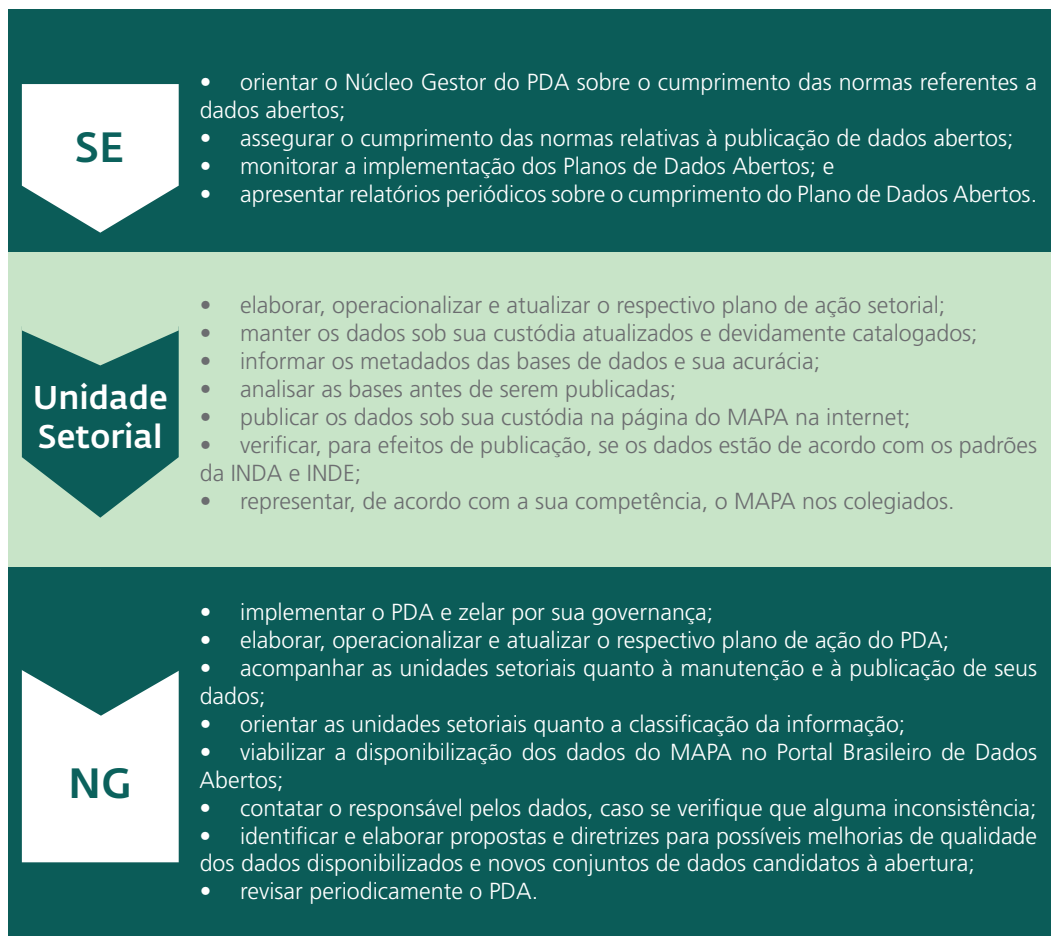 SE
• orientar o Núcleo Gestor do PDA sobre o cumprimento das normas referentes a
dados abertos;
• assegurar o cumprimento das normas relativas à publicação de dados abertos;
• monitorar a implementação dos Planos de Dados Abertos; e
• apresentar relatórios periódicos sobre o cumprimento do Plano de Dados Abertos.
Unidade
Setorial
• elaborar, operacionalizar e atualizar o respectivo plano de ação setorial;
• manter os dados sob sua custódia atualizados e devidamente catalogados;
• informar os metadados das bases de dados e sua acurácia;
• analisar as bases antes de serem publicadas;
• publicar os dados sob sua custódia na página do MAPA na internet;
• verificar, para efeitos de publicação, se os dados estão de acordo com os padrões
da INDA e INDE;
• representar, de acordo com a sua competência, o MAPA nos colegiados.
NG
• implementar o PDA e zelar por sua governança;
• elaborar, operacionalizar e atualizar o respectivo plano de ação do PDA;
• acompanhar as unidades setoriais quanto à manutenção e à publicação de seus
dados;
• orientar as unidades setoriais quanto a classificação da informação;
• viabilizar a disponibilização dos dados do MAPA no Portal Brasileiro de Dados
Abertos;
• contatar o responsável pelos dados, caso se verifique que alguma inconsistência;
• identificar e elaborar propostas e diretrizes para possíveis melhorias de qualidade
dos dados disponibilizados e novos conjuntos de dados candidatos à abertura;
• revisar periodicamente o PDA.